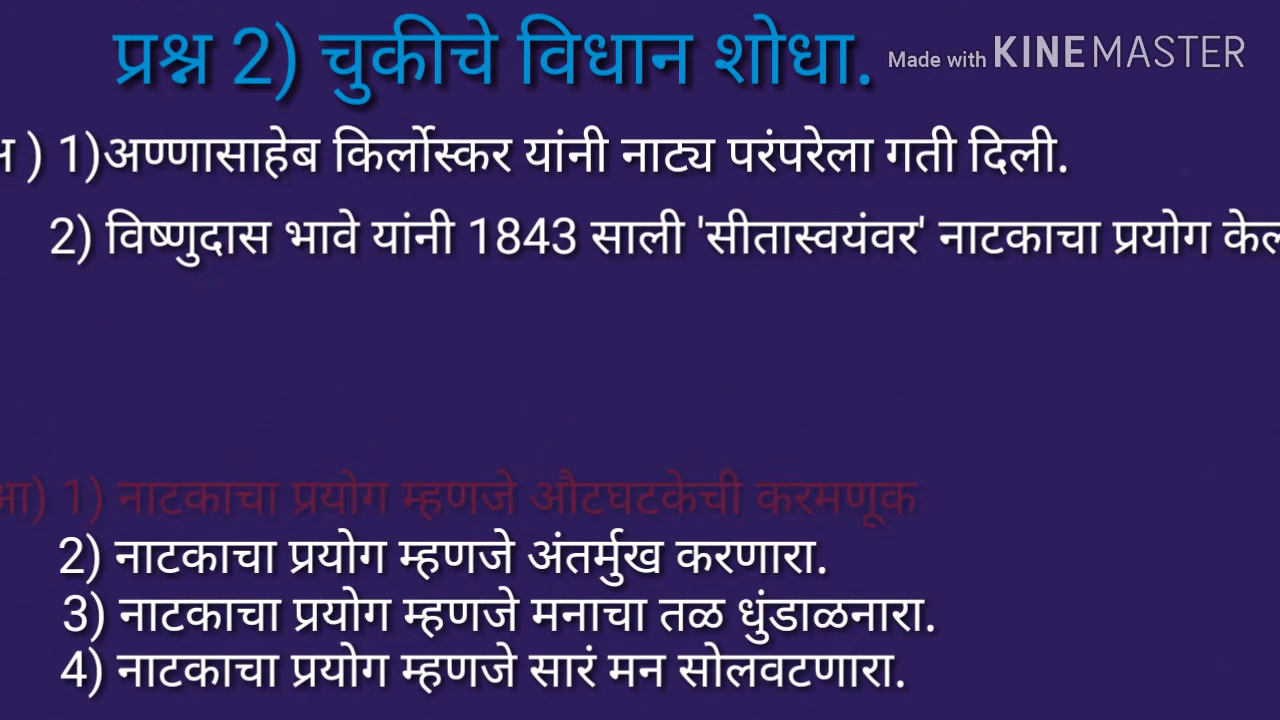 प्रश्न 2) चुकीचे विधान शोधा. Made with KINEMASTER
) 1)अण्णासाहेब किर्लोस्कर यांनी नाट्य परंपरेला गती दिली.
2) विष्णुदास भावे यांनी 1843 साली 'सीतास्वयंवर' नाटकाचा प्रयोग
आ) 1) नाटकाचा प्रयोग म्हणजे औटघटकेची करमणूक
2) नाटकाचा प्रयोग म्हणजे अंतर्मुख करणारा.
3) नाटकाचा प्रयोग म्हणजे मनाचा तळ धुंडाळनारा.
4) नाटकाचा प्रयोग म्हणजे सारं मन सोलवटणारा.